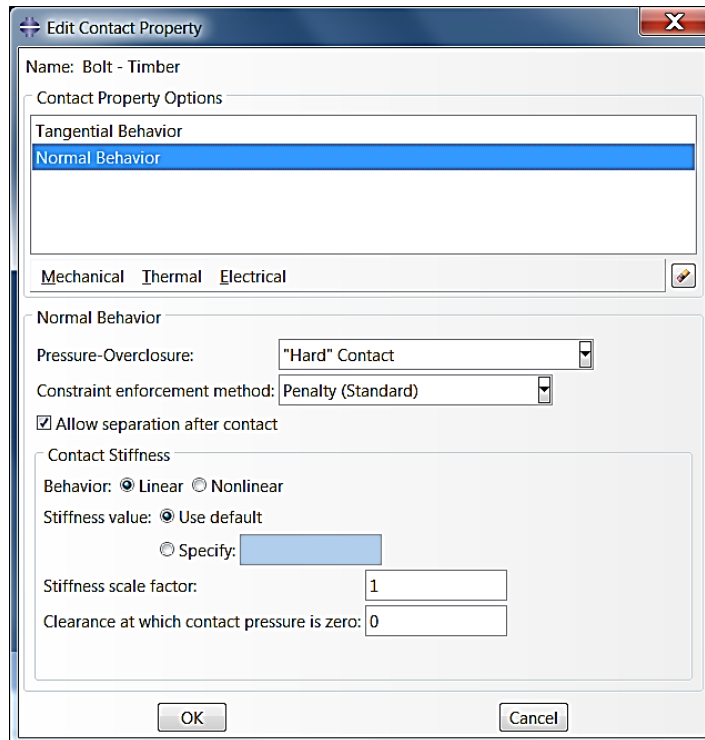 Edit Contact Property
Name: Bolt - Timber
Contact Property Options
Tangential Behavior
Normal Behavior
Mechanical Thermal Electrical
Normal Behavior
Pressure-Overclosure: "Hard" Contact
Constraint enforcement method: Penalty (Standard)
Allow separation after contact
Contact Stiffness
Behavior: Linear Nonlinear
Stiffness value: Use default
Specify:
Stiffness scale factor: 1
Clearance at which contact pressure is zero: 0
OK Cancel